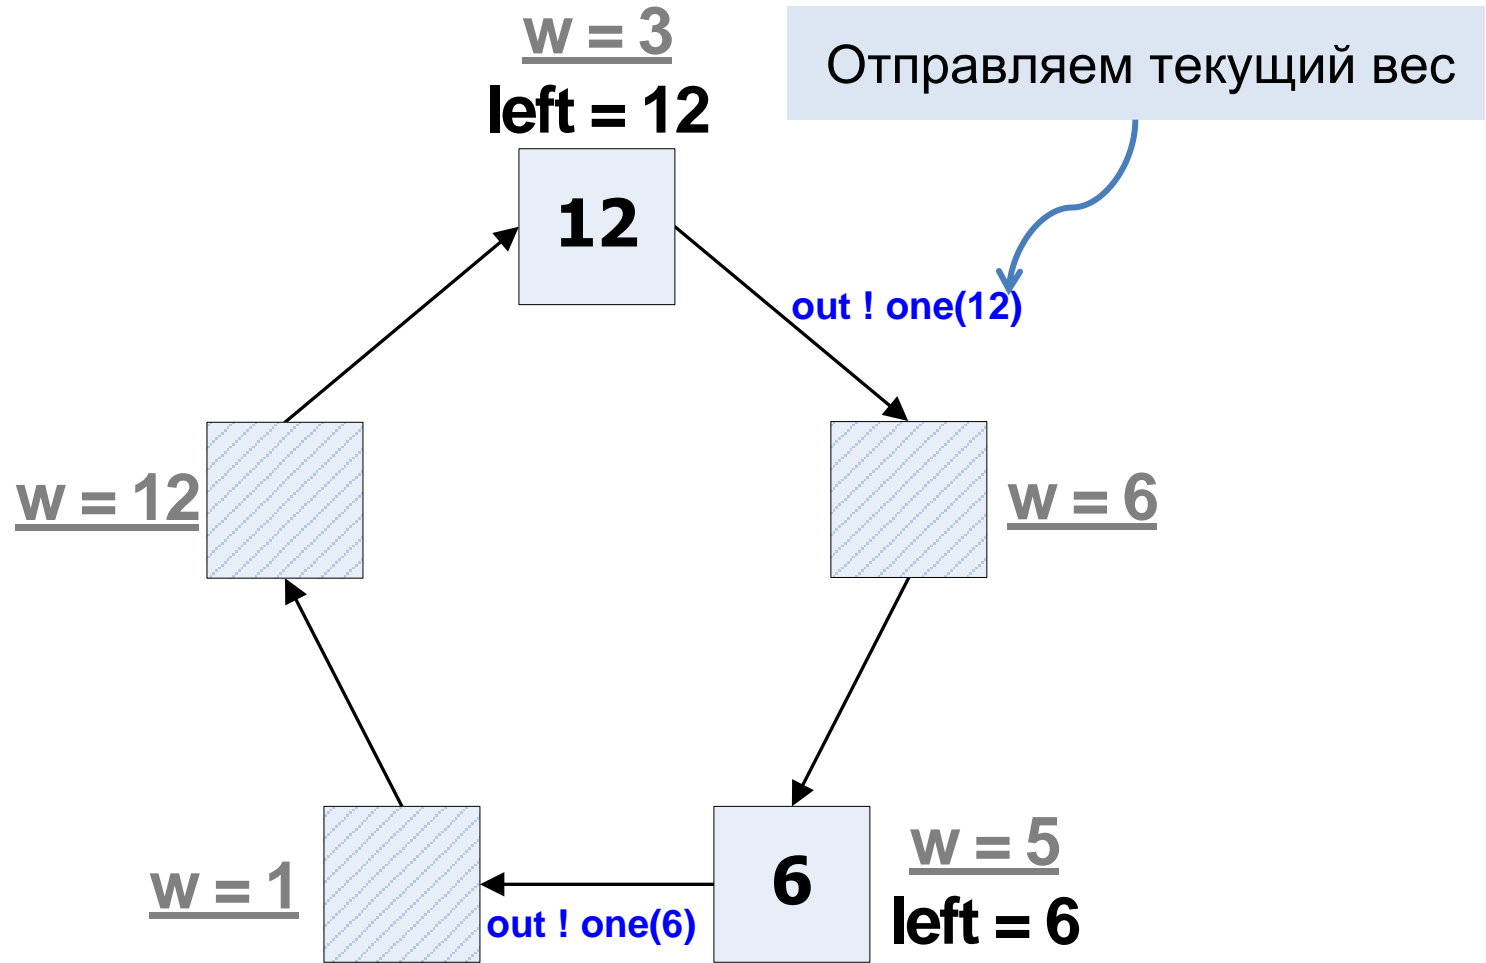 w = 3
left = 12
Отправляем текущий вес
12
out ! one(12)
w = 12
w = 6
w = 1
out ! one(6)
6
w = 5
left = 6